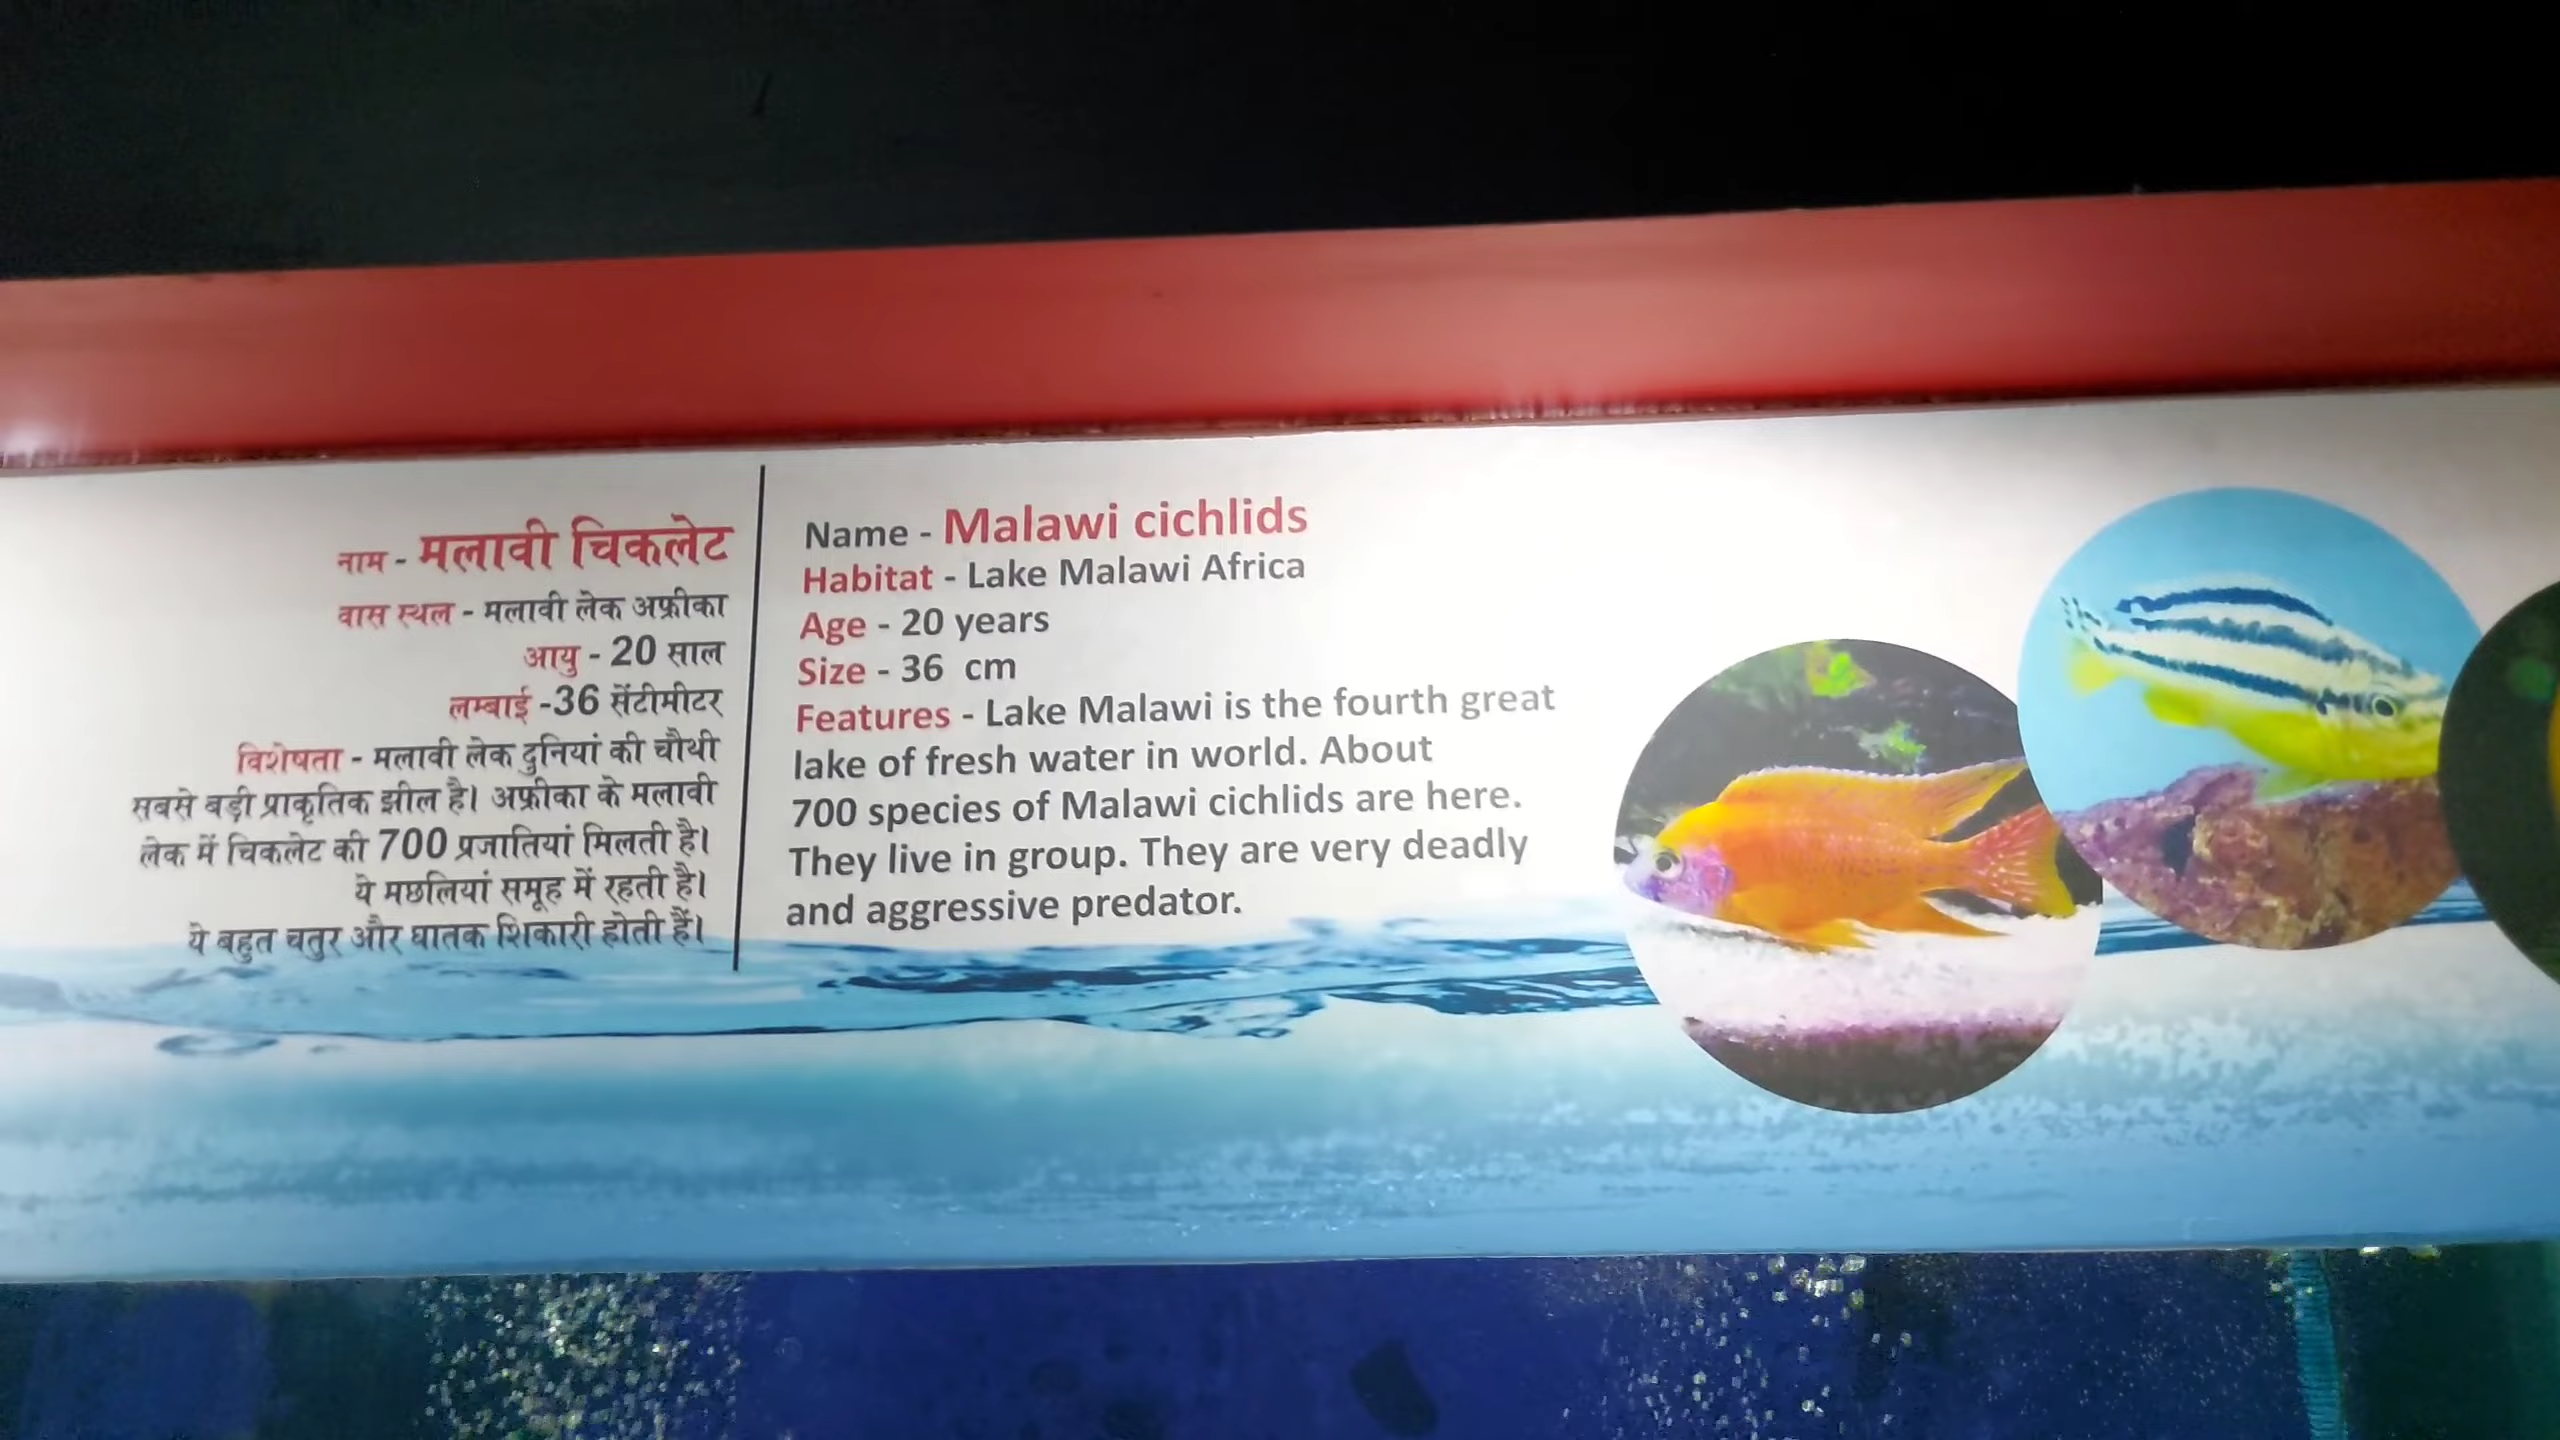 नाम - मलावी चिकलेट
वास स्थल - मलावी लेक अफ्रीका
आयु - 20 साल
लम्बाई -36 सेंटीमीटर
विशेषता - मलावी लेक दुनियां की चौथी
सबसे बड़ी प्राकृतिक झील है। अफ्रीका के मलावी
लेक में चिकलेट की 700 प्रजातियां मिलती है।
ये मछलियां समूह में रहती है।
ये बहुत चतुर और घातक शिकारी होती हैं।
Name - Malawi cichlids
Habitat - Lake Malawi Africa
Age - 20 years
Size - 36 cm
Features - Lake Malawi is the fourth great
lake of fresh water in world. About
700 species of Malawi cichlids are here.
They live in group. They are very deadly
and aggressive predator.